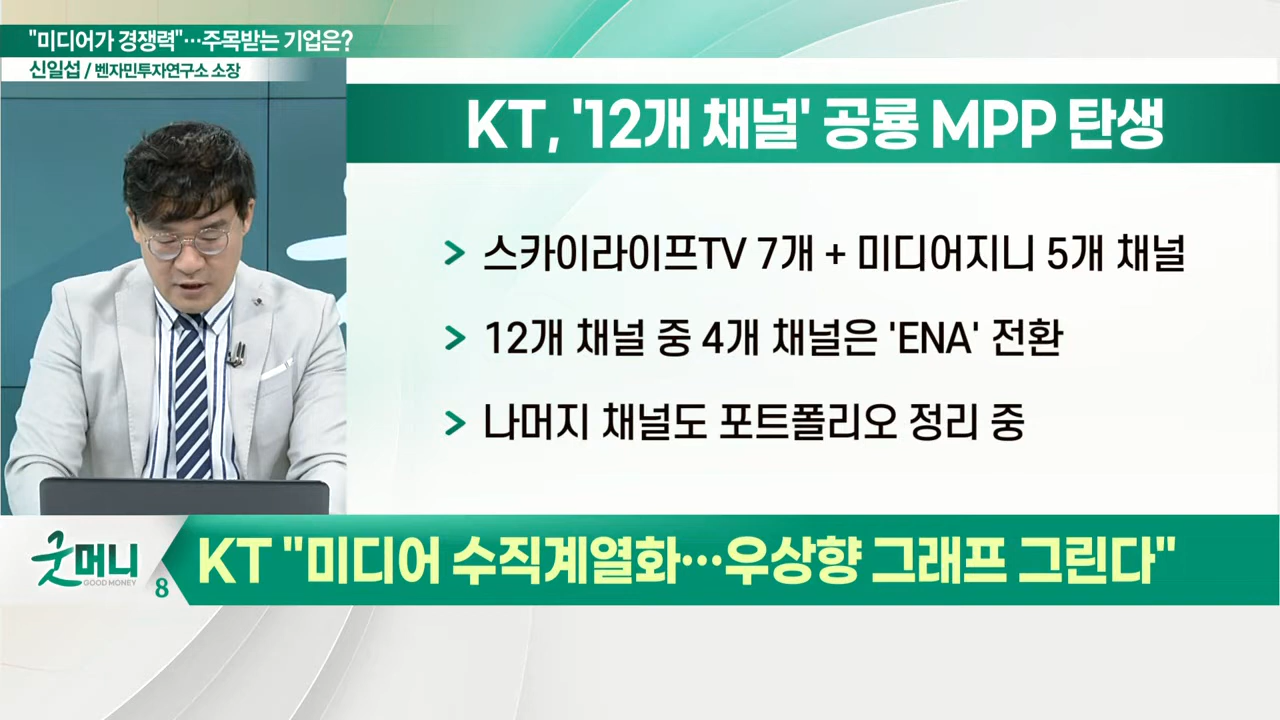 "미디어가 경쟁력"…주목받는 기업은?
신일섭 / 벤자민투자연구소 소장
KT, '12개 채널' 공룡 MPP 탄생
> 스카이라이프TV 7개 + 미디어지니 5개 채널
> 12개 채널 중 4개 채널은 'ENA' 전환
> 나머지 채널도 포트폴리오 정리 중
굿머니
GOOD MONEY
8
KT "미디어 수직계열화…우상향 그래프 그린다"